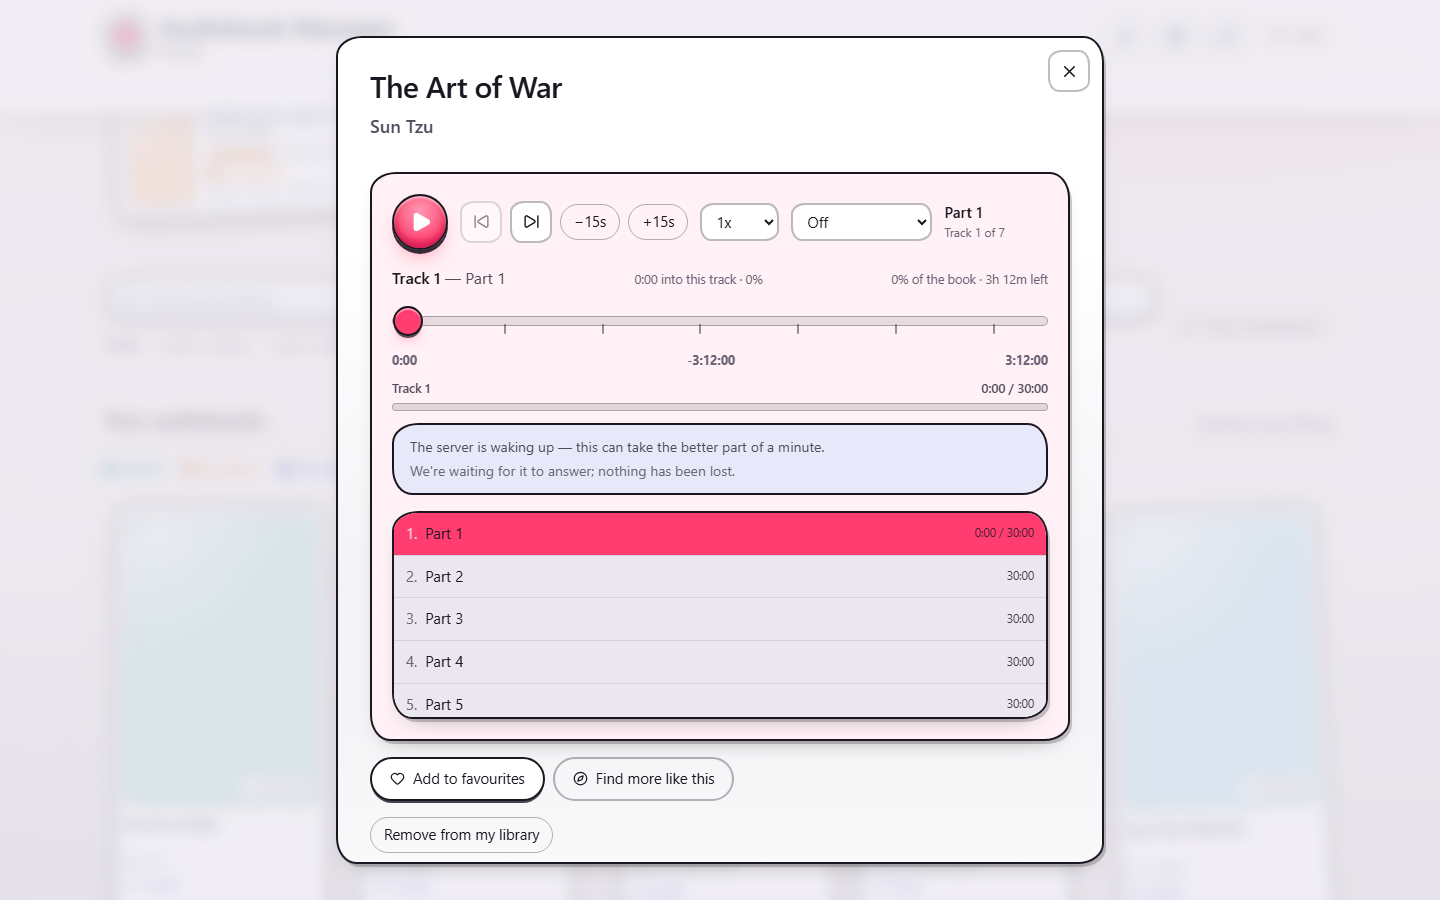 The Art of War
Sun Tzu
−15s
+15s
1x
Off
Part 1
Track 1 of 7
Track 1 — Part 1
0:00 into this track · 0%
0% of the book · 3h 12m left
0:00
-3:12:00
3:12:00
Track 1
0:00 / 30:00
The server is waking up — this can take the better part of a minute.
We're waiting for it to answer; nothing has been lost.
1. Part 1
0:00 / 30:00
2. Part 2
30:00
3. Part 3
30:00
4. Part 4
30:00
5. Part 5
30:00
Add to favourites
Find more like this
Remove from my library